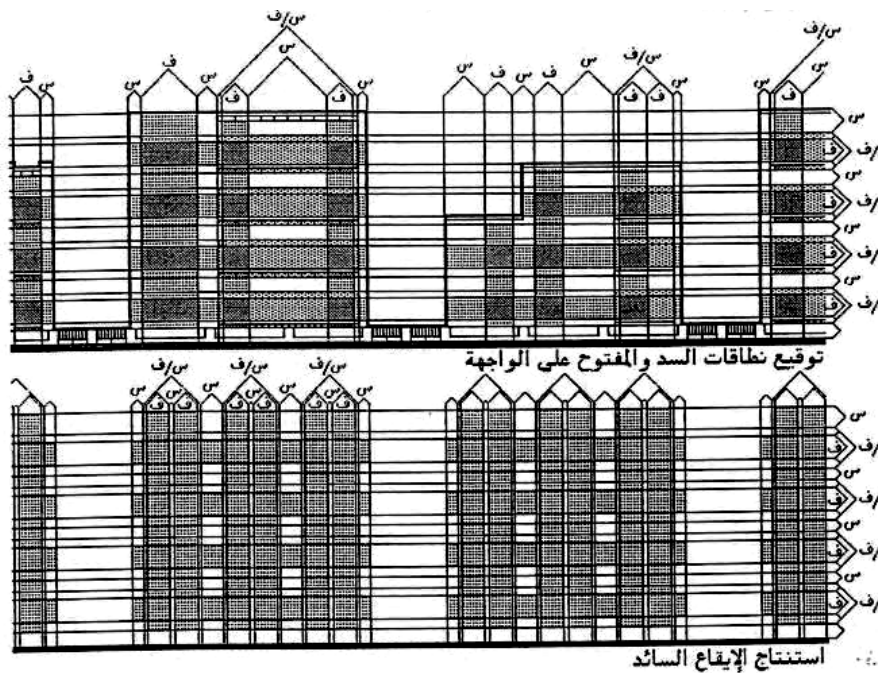 س/ف س/ف س/ف
س س ف س س ف س ف س س س ف س ف
ف ف ف ف
س
ف
س
ف
س
ف
س
ف
توقيع نطاقات السد والمفتوح على الواجهة
س/ف س/ف س/ف
س س س س
ف س ف ف س ف ف س ف
س
ف
س
ف
س
ف
س
ف
استنتاج الإيقاع السائد